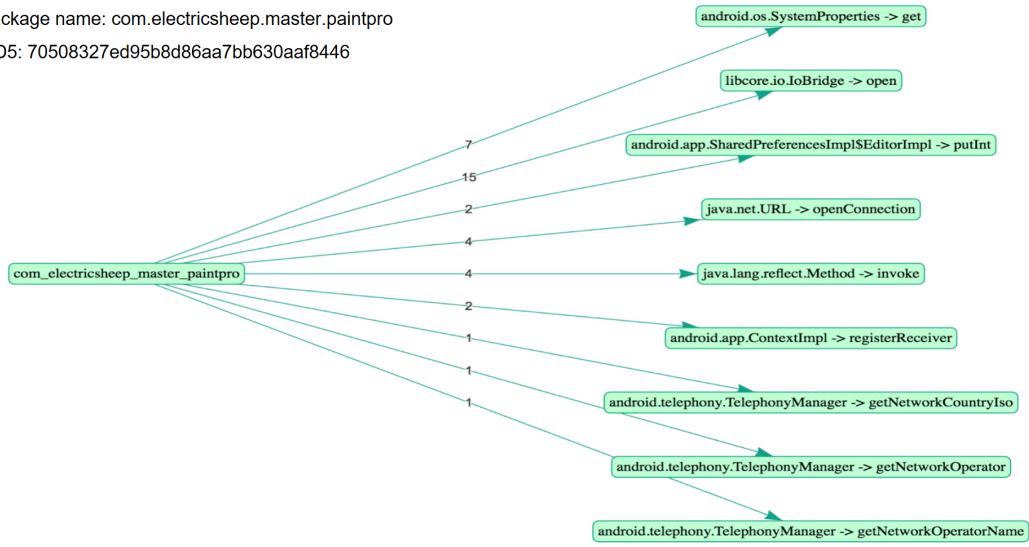 ckage name: com.electricsheep.master.paintpro
D5: 70508327ed95b8d86aa7bb630aaf8446
android.os.SystemProperties -> get
libcore.io.IoBridge -> open
android.app.SharedPreferencesImpl$EditorImpl -> putInt
java.net.URL -> openConnection
java.lang.reflect.Method -> invoke
android.app.ContextImpl -> registerReceiver
android.telephony.TelephonyManager -> getNetworkCountryIso
android.telephony.TelephonyManager -> getNetworkOperator
android.telephony.TelephonyManager -> getNetworkOperatorName
7
15
2
4
4
2
1
1
1
com_electricsheep_master_paintpro